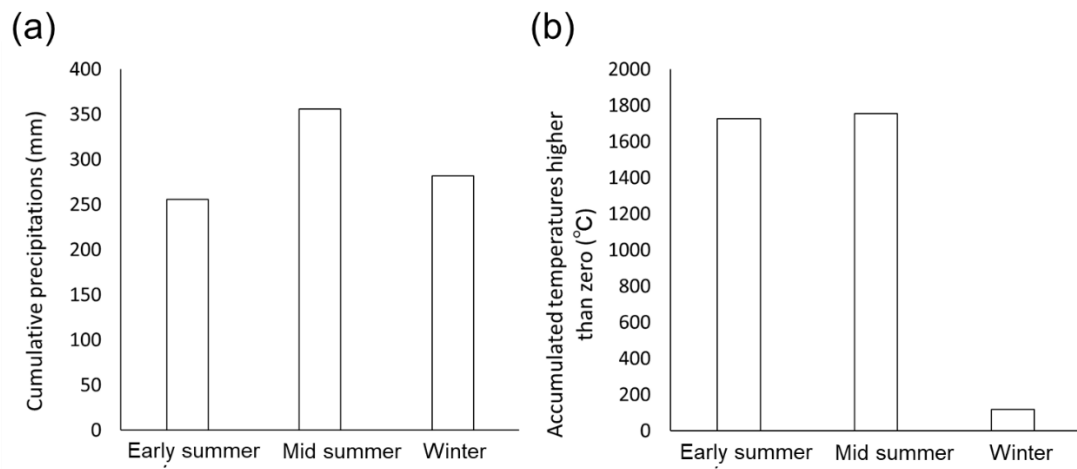 (a)
Cumulative precipitations (mm)
400
350
300
250
200
150
100
50
0
Early summer
Mid summer
Winter
(b)
Accumulated temperatures higher
than zero (℃)
2000
1800
1600
1400
1200
1000
800
600
400
200
0
Early summer
Mid summer
Winter